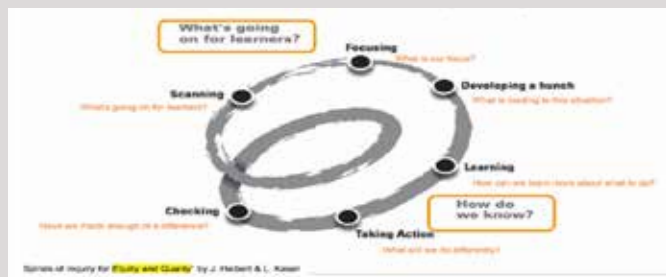 What's going
on for learners?
Focusing
What is our focus?
Scanning
What's going on for learners?
Developing a hunch
What is leading to this situation?
Learning
How can we learn more about what to do?
How do
we know?
Checking
Have we made enough of a difference?
Taking Action
What will we do differently?
Spirals of Inquiry for Equity and Quality" by J. Halbert & L. Kaser